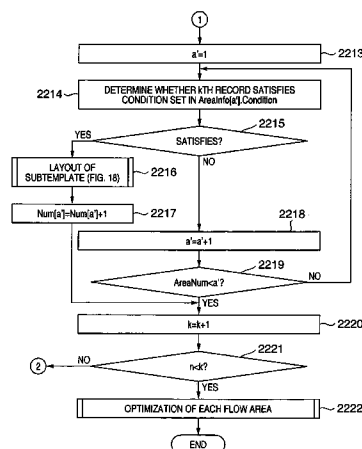 1
a'=1
2213
2214
DETERMINE WHETHER kTH RECORD SATISFIES
CONDITION SET IN AreaInfo[a'].Condition
2215
YES
SATISFIES?
NO
LAYOUT OF
SUBTEMPLATE (FIG. 18)
2216
Num[a']=Num[a']+1
2217
2218
a'=a'+1
2219
AreaNum<a'?
NO
YES
k=k+1
2220
2221
2
NO
n<k?
YES
OPTIMIZATION OF EACH FLOW AREA
2222
END